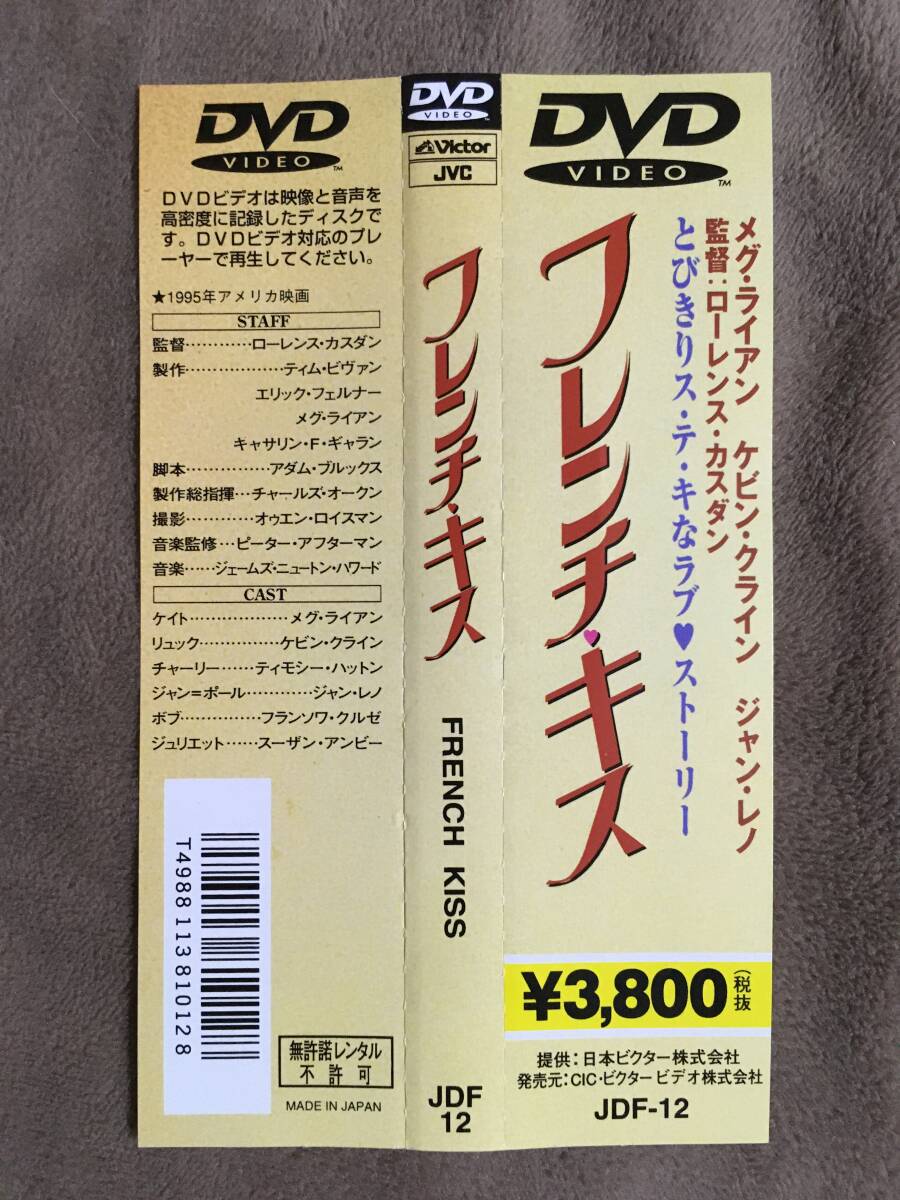 DVD
VIDEO™
DVDビデオは映像と音声を
高密度に記録したディスクで
す。DVDビデオ対応のプレ
ーヤーで再生してください。
★1995年アメリカ映画
STAFF
監督…………ローレンス・カスダン
製作………………ティム・ビヴァン
エリック・フェルナー
メグ・ライアン
キャサリン・F・ギャラン
脚本……………アダム・ブルックス
製作総指揮…チャールズ・オークン
撮影…………オゥエン・ロイズマン
音楽監修…ピーター・アフターマン
音楽……ジェームズ・ニュートン・ハワード
CAST
ケイト………………メグ・ライアン
リュック……………ケビン・クライン
チャーリー……ティモシー・ハットン
ジャン=ポール…………ジャン・レノ
ボブ……………フランソワ・クルゼ
ジュリエット……スーザン・アンビー
T4988113810128
無許諾レンタル
不許可
MADE IN JAPAN
DVD
VIDEO™
Victor
JVC
フレンチ・キス
FRENCH KISS
JDF
12
DVD
VIDEO™
メグ・ライアン ケビン・クライン ジャン・レノ
監督:ローレンス・カスダン
とびきりス・テ・キなラブ♥ストーリー
フレンチ♥キス
¥3,800(税抜)
提供:日本ビクター株式会社
発売元:CIC・ビクター ビデオ株式会社
JDF-12